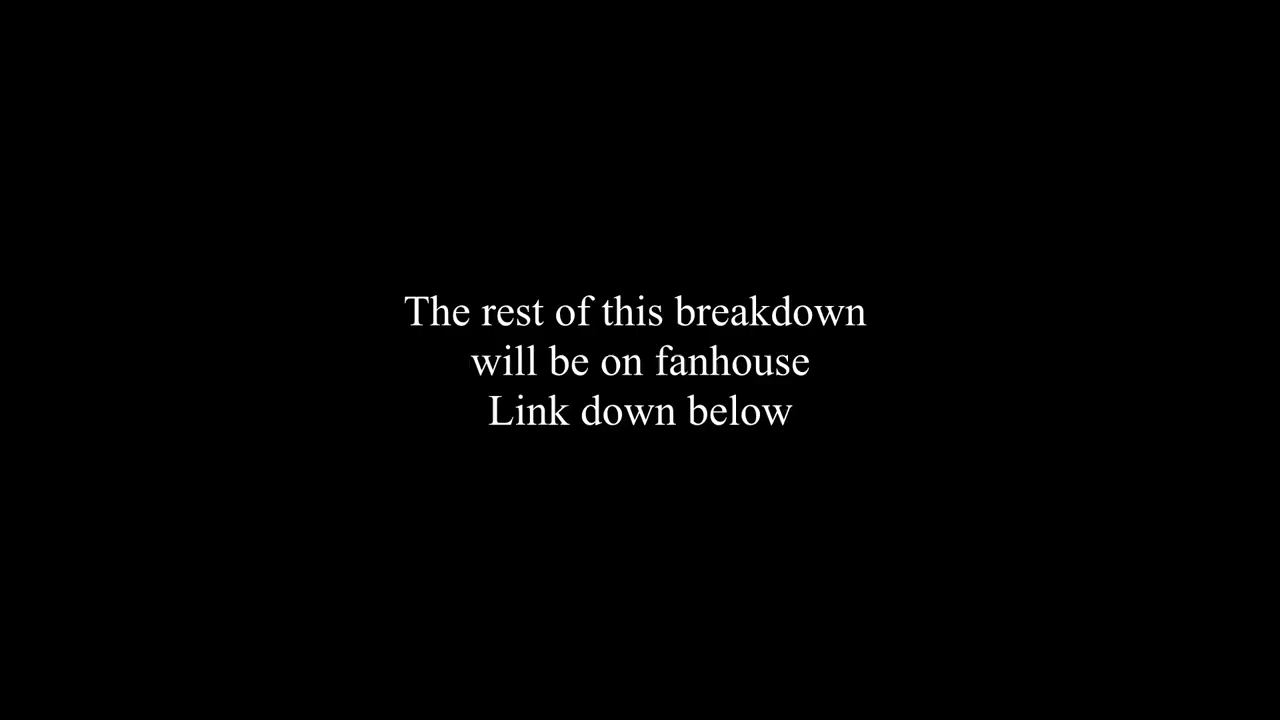 The rest of this breakdown
will be on fanhouse
Link down below